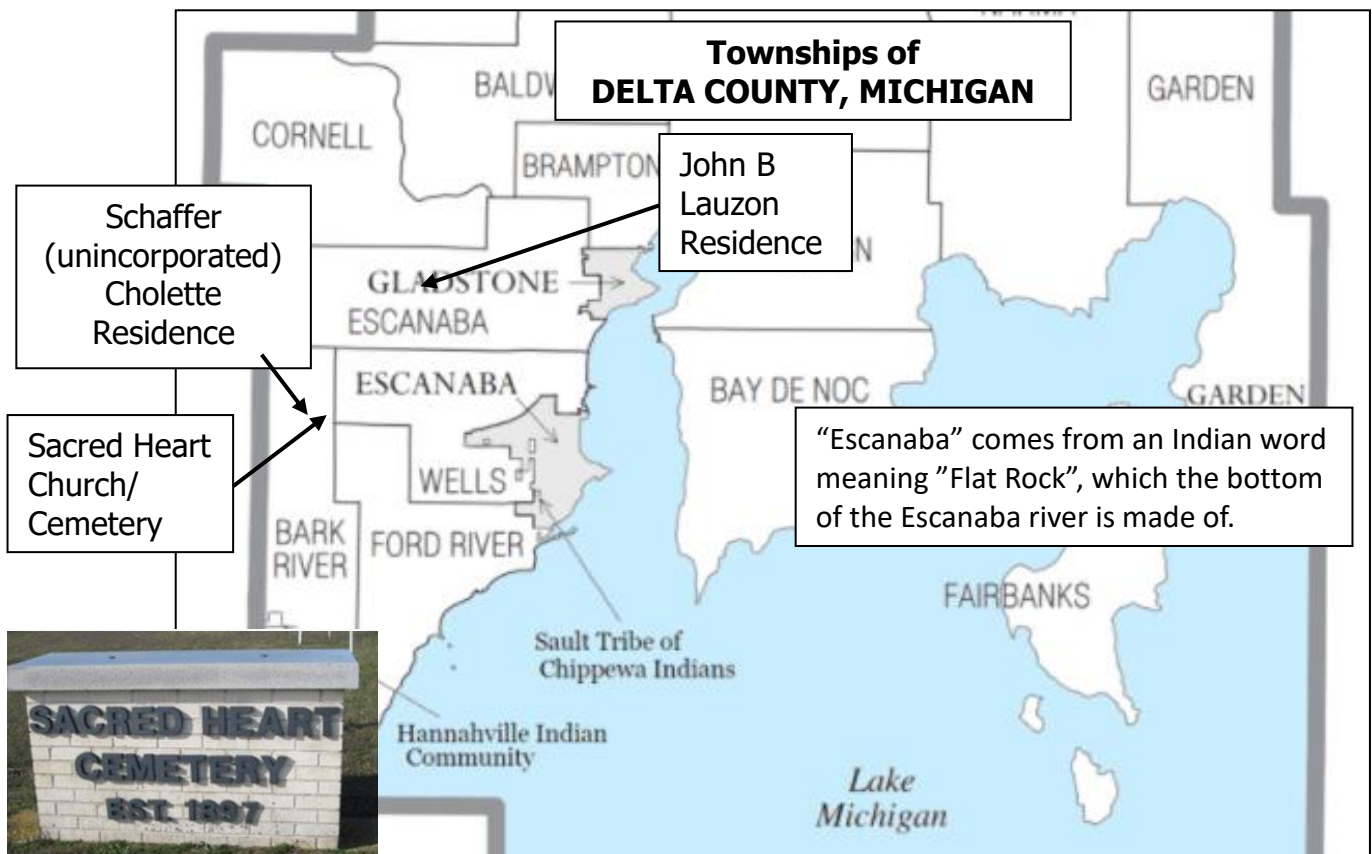 Townships of
DELTA COUNTY, MICHIGAN
GARDEN
CORNELL
BRAMPTON
John B
Lauzon
Residence
Schaffer
(unincorporated)
Cholette
Residence
GLADSTONE
ESCANABA
ESCANABA
BAY DE NOC
GARDEN
Sacred Heart
Church/
Cemetery
WELLS
“Escanaba” comes from an Indian word
meaning ”Flat Rock”, which the bottom
of the Escanaba river is made of.
BARK
RIVER
FORD RIVER
FAIRBANKS
Sault Tribe of
Chippewa Indians
Hannahville Indian
Community
Lake
Michigan
SACRED HEART
CEMETERY
EST. 1897